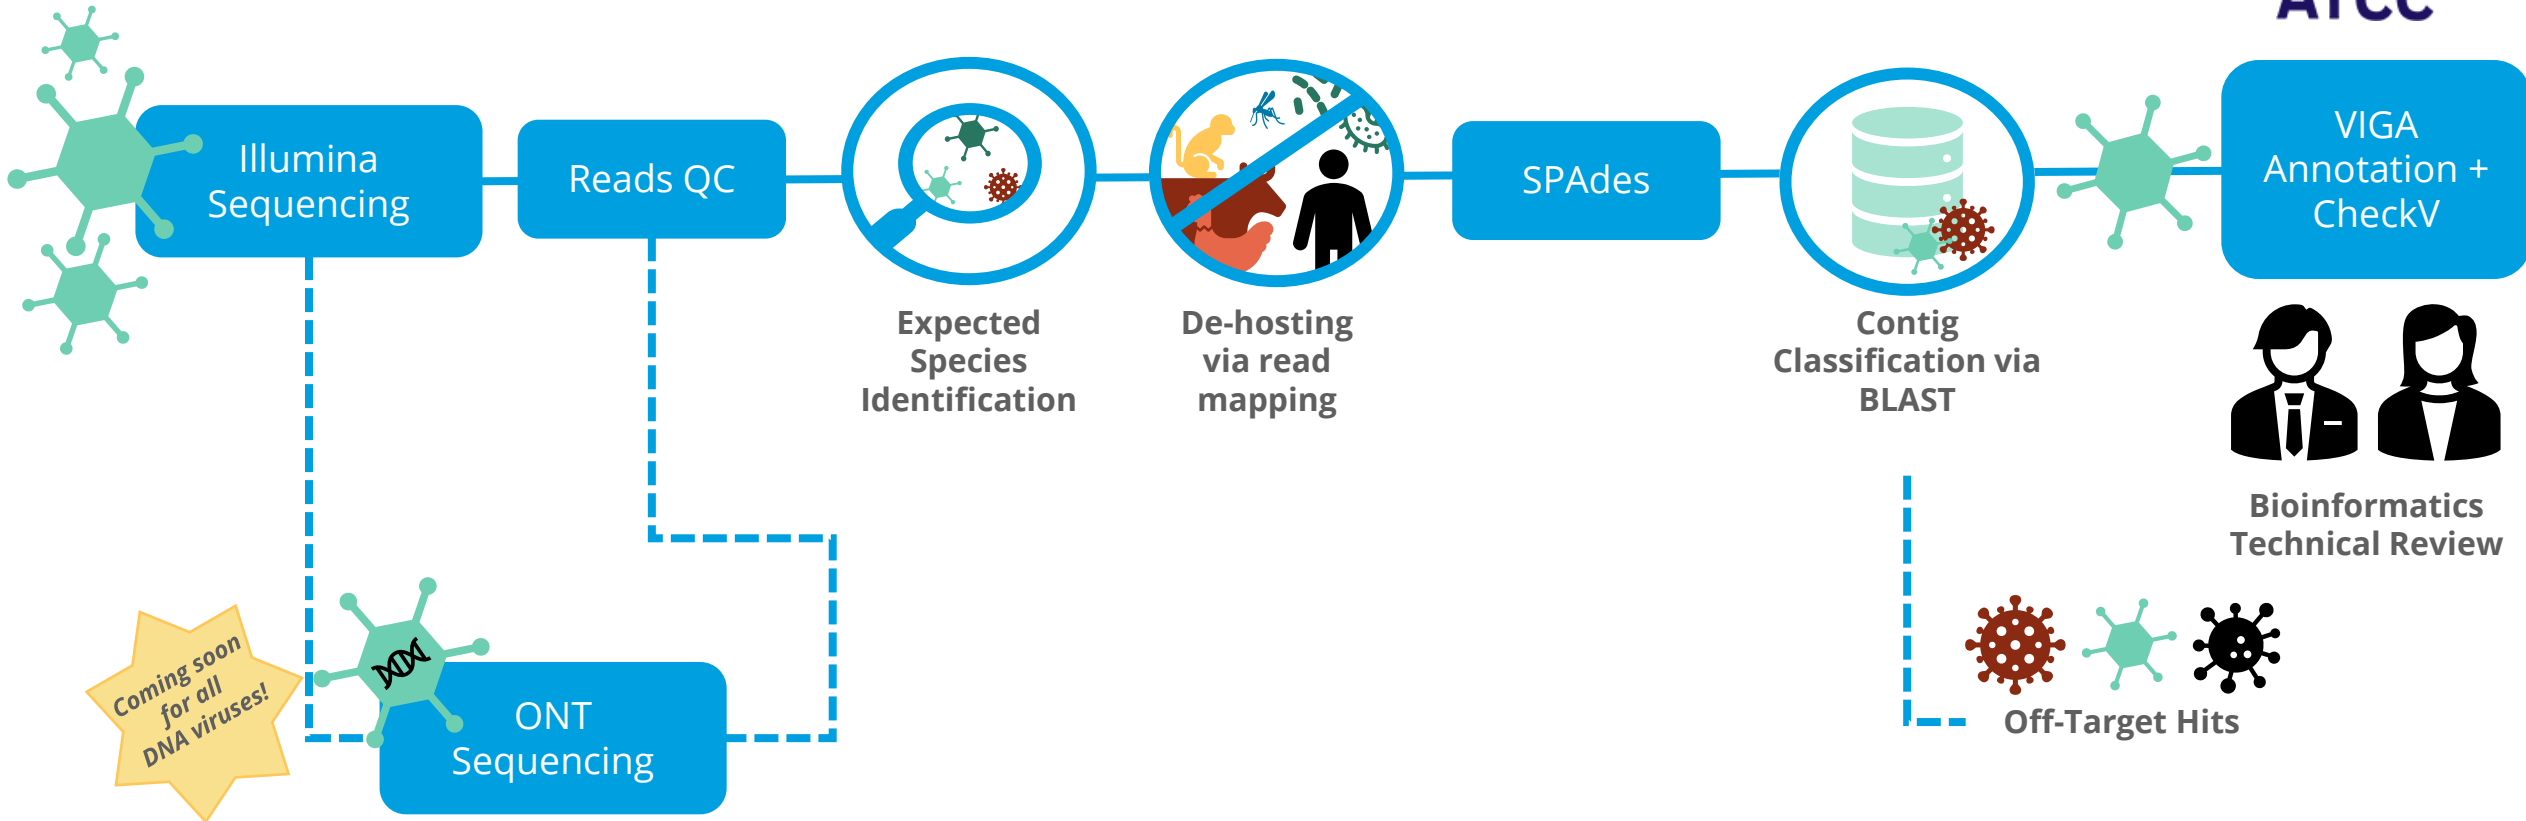 ATCC
Illumina
Sequencing
Reads QC
Expected
Species
Identification
De-hosting
via read
mapping
SPAdes
Contig
Classification via
BLAST
VIGA
Annotation +
CheckV
Bioinformatics
Technical Review
Off-Target Hits
Coming soon
for all
DNA viruses!
ONT
Sequencing